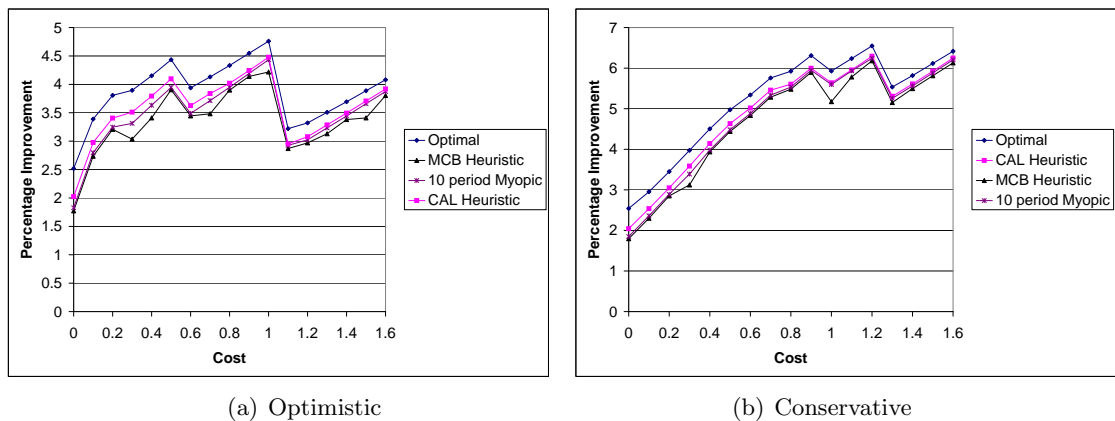 5
4.5
4
3.5
3
2.5
2
1.5
1
0.5
0
0 0.2 0.4 0.6 0.8 1 1.2 1.4 1.6
Percentage Improvement
Cost
Optimal
MCB Heuristic
10 period Myopic
CAL Heuristic
(a) Optimistic
7
6
5
4
3
2
1
0
0 0.2 0.4 0.6 0.8 1 1.2 1.4 1.6
Percentage Improvement
Cost
Optimal
CAL Heuristic
MCB Heuristic
10 period Myopic
(b) Conservative